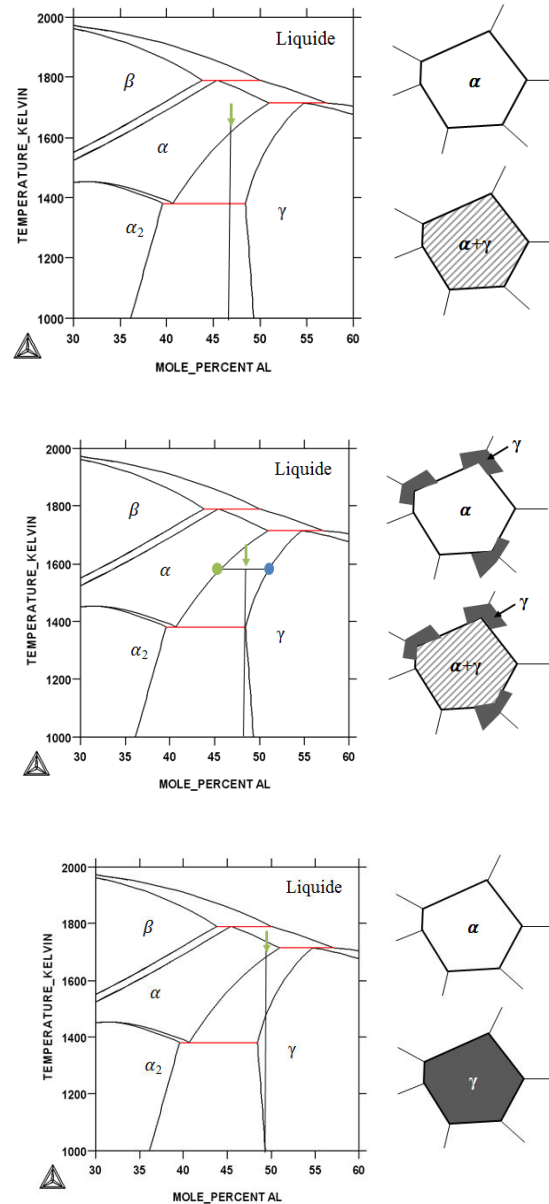 2000
1800
1600
1400
1200
1000
TEMPERATURE_KELVIN
Liquide
β
α
α₂
γ
30 35 40 45 50 55 60
MOLE_PERCENT AL
α
α+γ
2000
1800
1600
1400
1200
1000
TEMPERATURE_KELVIN
Liquide
β
α
α₂
γ
30 35 40 45 50 55 60
MOLE_PERCENT AL
γ
α
γ
α+γ
2000
1800
1600
1400
1200
1000
TEMPERATURE_KELVIN
Liquide
β
α
α₂
γ
30 35 40 45 50 55 60
MOLE_PERCENT AL
α
γ